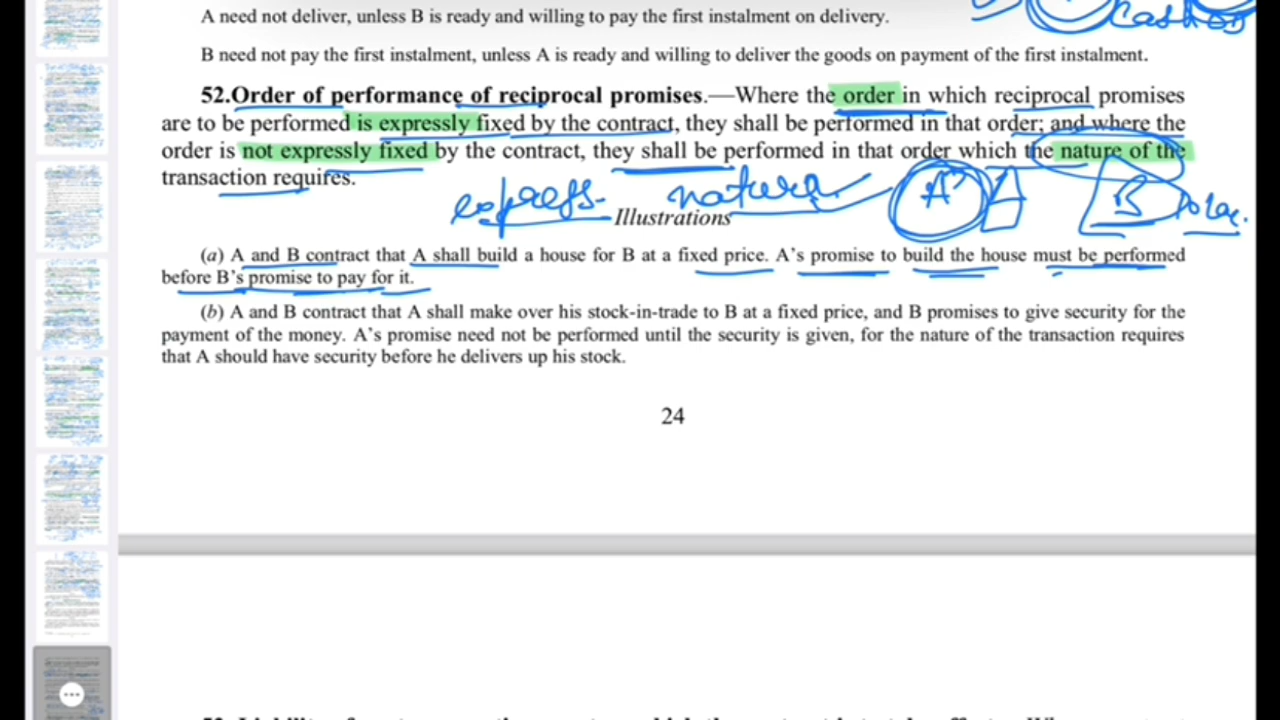 A need not deliver, unless B is ready and willing to pay the first instalment on delivery.
cash
B need not pay the first instalment, unless A is ready and willing to deliver the goods on payment of the first instalment.
52.Order of performance of reciprocal promises.—Where the order in which reciprocal promises
are to be performed is expressly fixed by the contract, they shall be performed in that order; and where the
order is not expressly fixed by the contract, they shall be performed in that order which the nature of the
transaction requires.
express nature A A B
Illustrations
(a) A and B contract that A shall build a house for B at a fixed price. A's promise to build the house must be performed
before B's promise to pay for it.
(b) A and B contract that A shall make over his stock-in-trade to B at a fixed price, and B promises to give security for the
payment of the money. A's promise need not be performed until the security is given, for the nature of the transaction requires
that A should have security before he delivers up his stock.
24